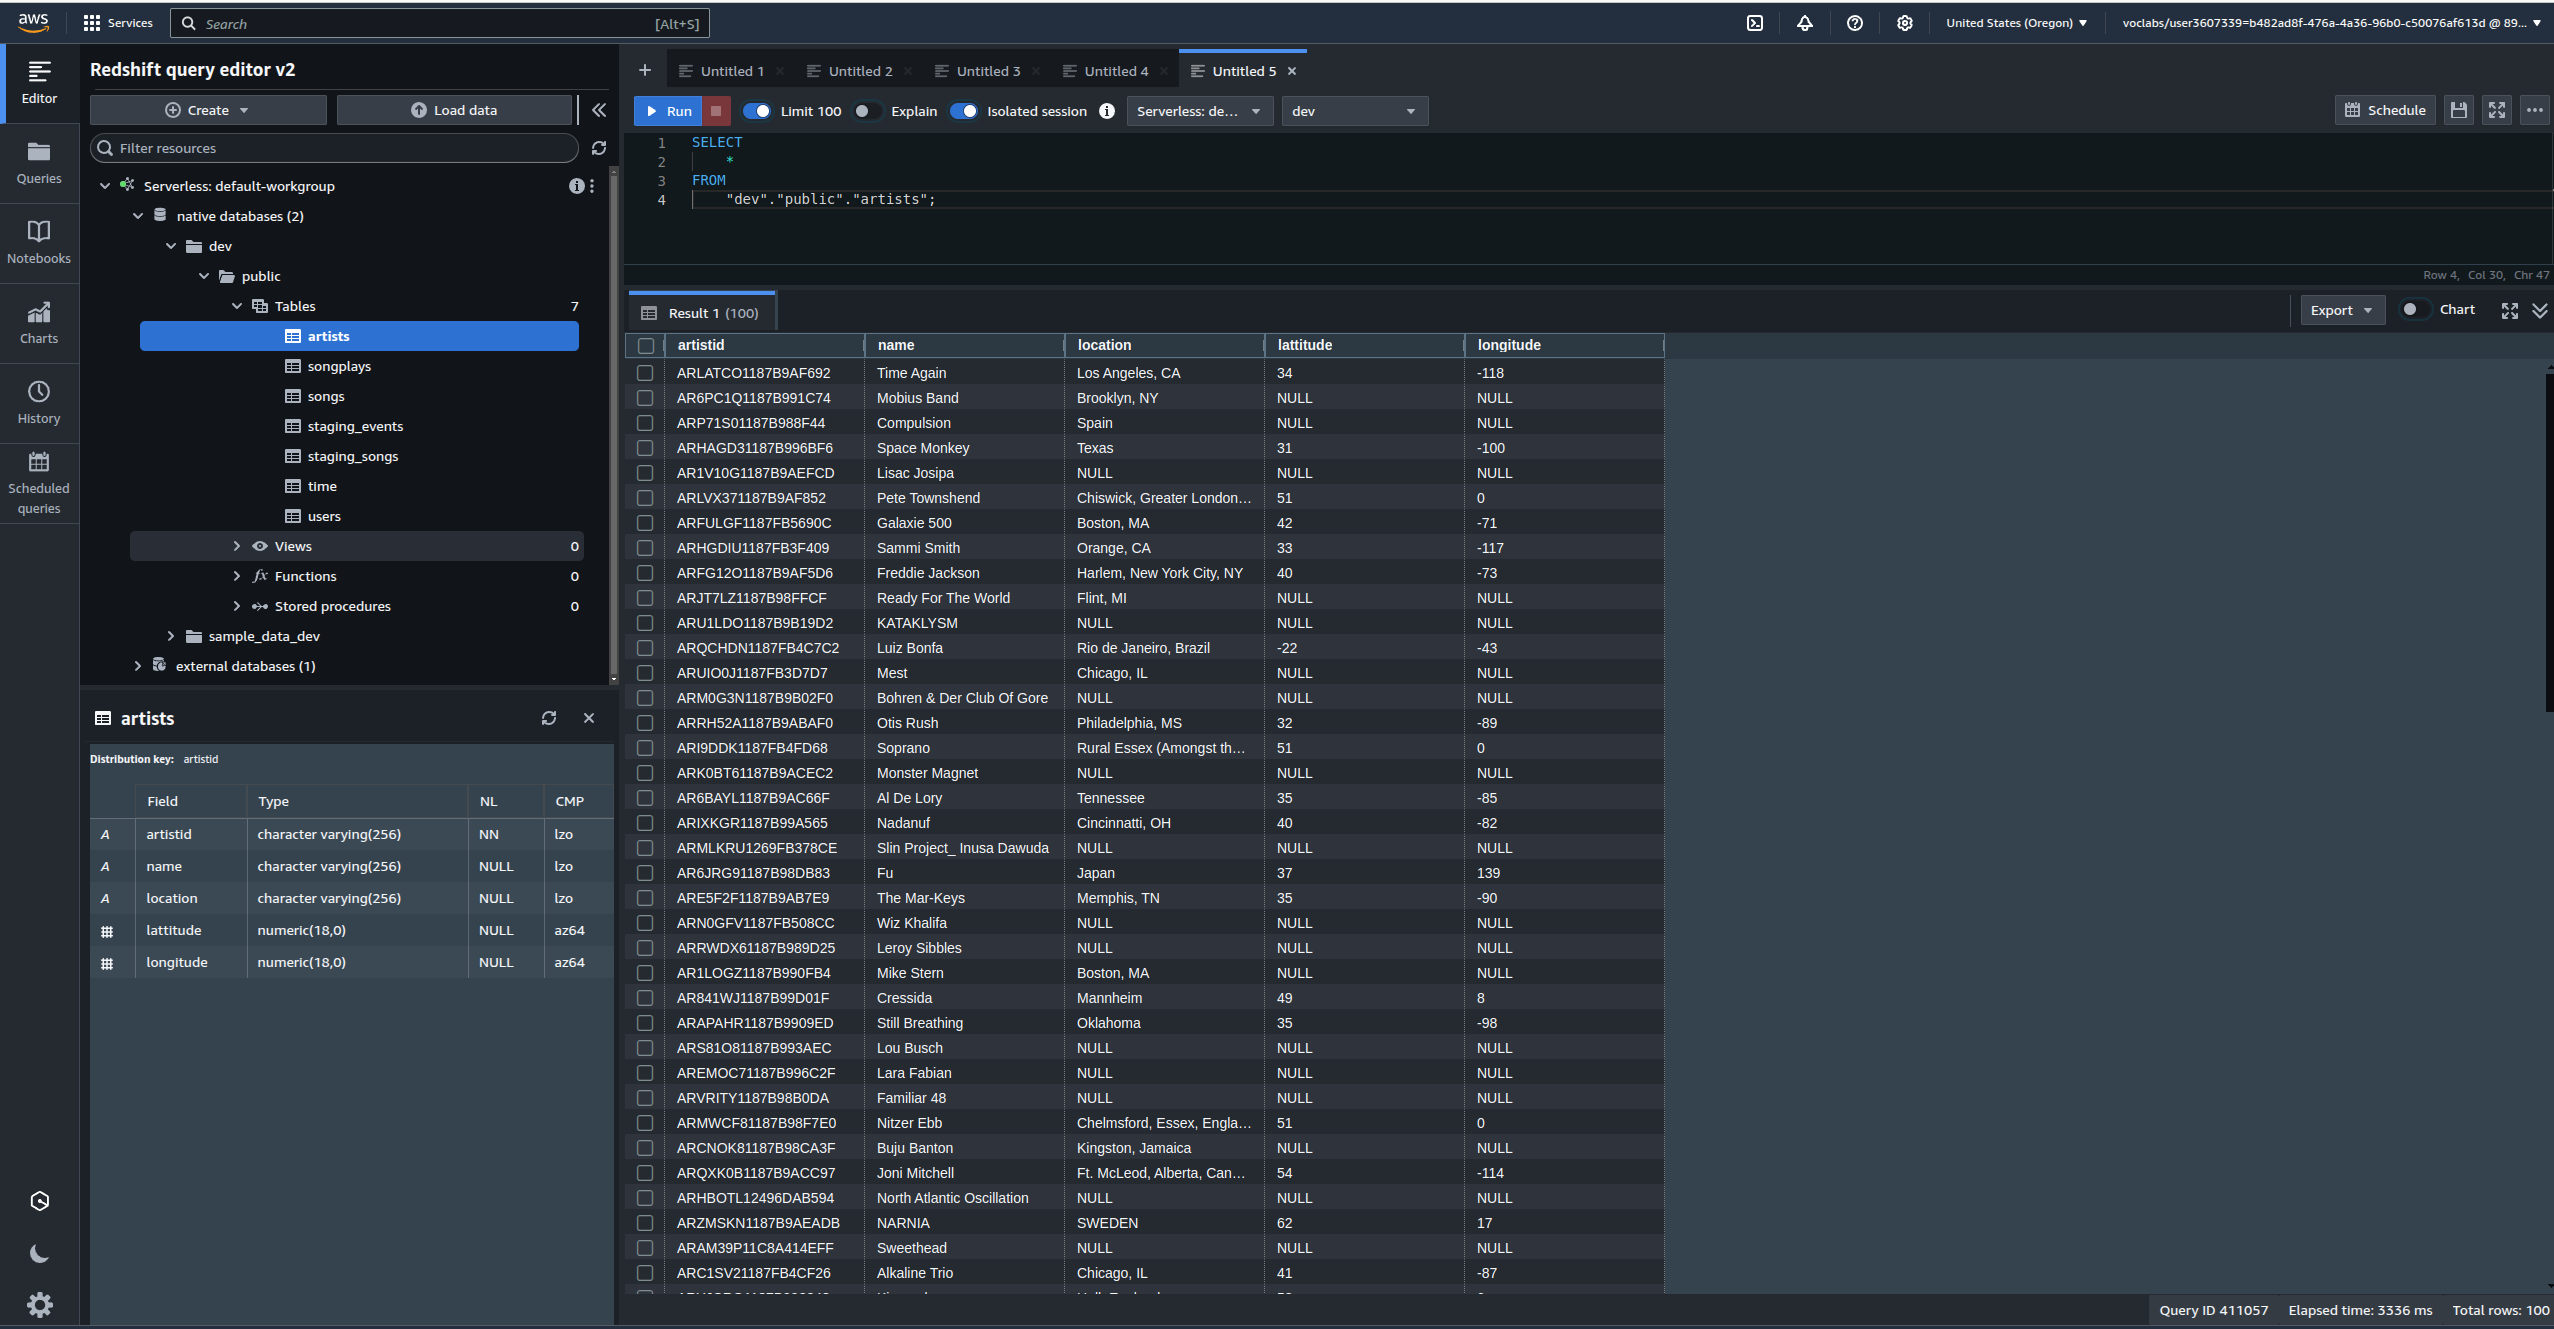 aws Services Search [Alt+S] United States (Oregon) voclabs/user3607339=b482ad8f-476a-4a36-96b0-c50076af613d @ 89...
Editor
Queries
Notebooks
Charts
History
Scheduled
queries
Redshift query editor v2
Create Load data
Filter resources
Serverless: default-workgroup
native databases (2)
dev
public
Tables 7
artists
songplays
songs
staging_events
staging_songs
time
users
Views 0
Functions 0
Stored procedures 0
sample_data_dev
external databases (1)
artists
Distribution key: artistid
Field Type NL CMP
artistid character varying(256) NN lzo
name character varying(256) NULL lzo
location character varying(256) NULL lzo
lattitude numeric(18,0) NULL az64
longitude numeric(18,0) NULL az64
Untitled 1 Untitled 2 Untitled 3 Untitled 4 Untitled 5
Run Limit 100 Explain Isolated session Serverless: de... dev Schedule
1 SELECT
2 *
3 FROM
4 "dev"."public"."artists";
Row 4, Col 30, Chr 47
Result 1 (100) Export Chart
artistid name location lattitude longitude
ARLATCO1187B9AF692 Time Again Los Angeles, CA 34 -118
AR6PC1Q1187B991C74 Mobius Band Brooklyn, NY NULL NULL
ARP71S01187B988F44 Compulsion Spain NULL NULL
ARHAGD31187B996BF6 Space Monkey Texas 31 -100
AR1V10G1187B9AEFCD Lisac Josipa NULL NULL NULL
ARLVX371187B9AF852 Pete Townshend Chiswick, Greater London... 51 0
ARFULGF1187FB5690C Galaxie 500 Boston, MA 42 -71
ARHGDIU1187FB3F409 Sammi Smith Orange, CA 33 -117
ARFG12O1187B9AF5D6 Freddie Jackson Harlem, New York City, NY 40 -73
ARJT7LZ1187B98FFCF Ready For The World Flint, MI NULL NULL
ARU1LDO1187B9B19D2 KATAKLYSM NULL NULL NULL
ARQCHDN1187FB4C7C2 Luiz Bonfa Rio de Janeiro, Brazil -22 -43
ARUIO0J1187FB3D7D7 Mest Chicago, IL NULL NULL
ARM0G3N1187B9B02F0 Bohren & Der Club Of Gore NULL NULL NULL
ARRH52A1187B9ABAF0 Otis Rush Philadelphia, MS 32 -89
ARI9DDK1187FB4FD68 Soprano Rural Essex (Amongst th... 51 0
ARK0BT61187B9ACEC2 Monster Magnet NULL NULL NULL
AR6BAYL1187B9AC66F Al De Lory Tennessee 35 -85
ARIXKGR1187B99A565 Nadanuf Cincinnatti, OH 40 -82
ARMLKRU1269FB378CE Slin Project_ Inusa Dawuda NULL NULL NULL
AR6JRG91187B98DB83 Fu Japan 37 139
ARE5F2F1187B9AB7E9 The Mar-Keys Memphis, TN 35 -90
ARN0GFV1187FB508CC Wiz Khalifa NULL NULL NULL
ARRWDX61187B989D25 Leroy Sibbles NULL NULL NULL
AR1LOGZ1187B990FB4 Mike Stern Boston, MA NULL NULL
AR841WJ1187B99D01F Cressida Mannheim 49 8
ARAPAHR1187B9909ED Still Breathing Oklahoma 35 -98
ARS81O81187B993AEC Lou Busch NULL NULL NULL
AREMOC71187B996C2F Lara Fabian NULL NULL NULL
ARVRITY1187B98B0DA Familiar 48 NULL NULL NULL
ARMWCF81187B98F7E0 Nitzer Ebb Chelmsford, Essex, Engla... 51 0
ARCNOK81187B98CA3F Buju Banton Kingston, Jamaica NULL NULL
ARQXK0B1187B9ACC97 Joni Mitchell Ft. McLeod, Alberta, Can... 54 -114
ARHBOTL12496DAB594 North Atlantic Oscillation NULL NULL NULL
ARZMSKN1187B9AEADB NARNIA SWEDEN 62 17
ARAM39P11C8A414EFF Sweethead NULL NULL NULL
ARC1SV21187FB4CF26 Alkaline Trio Chicago, IL 41 -87
Query ID 411057 Elapsed time: 3336 ms Total rows: 100